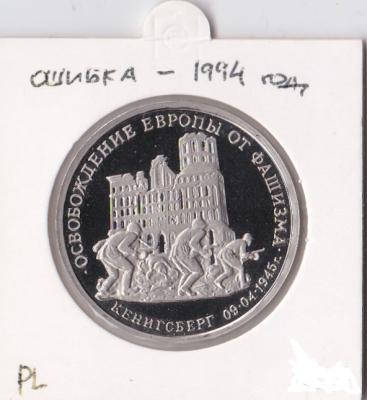 ОШИБКА - 1994 год,
·ОСВОБОЖДЕНИЕ ЕВРОПЫ ОТ ФАШИЗМА·
КЕНИГСБЕРГ 09·04·1945г.
PL